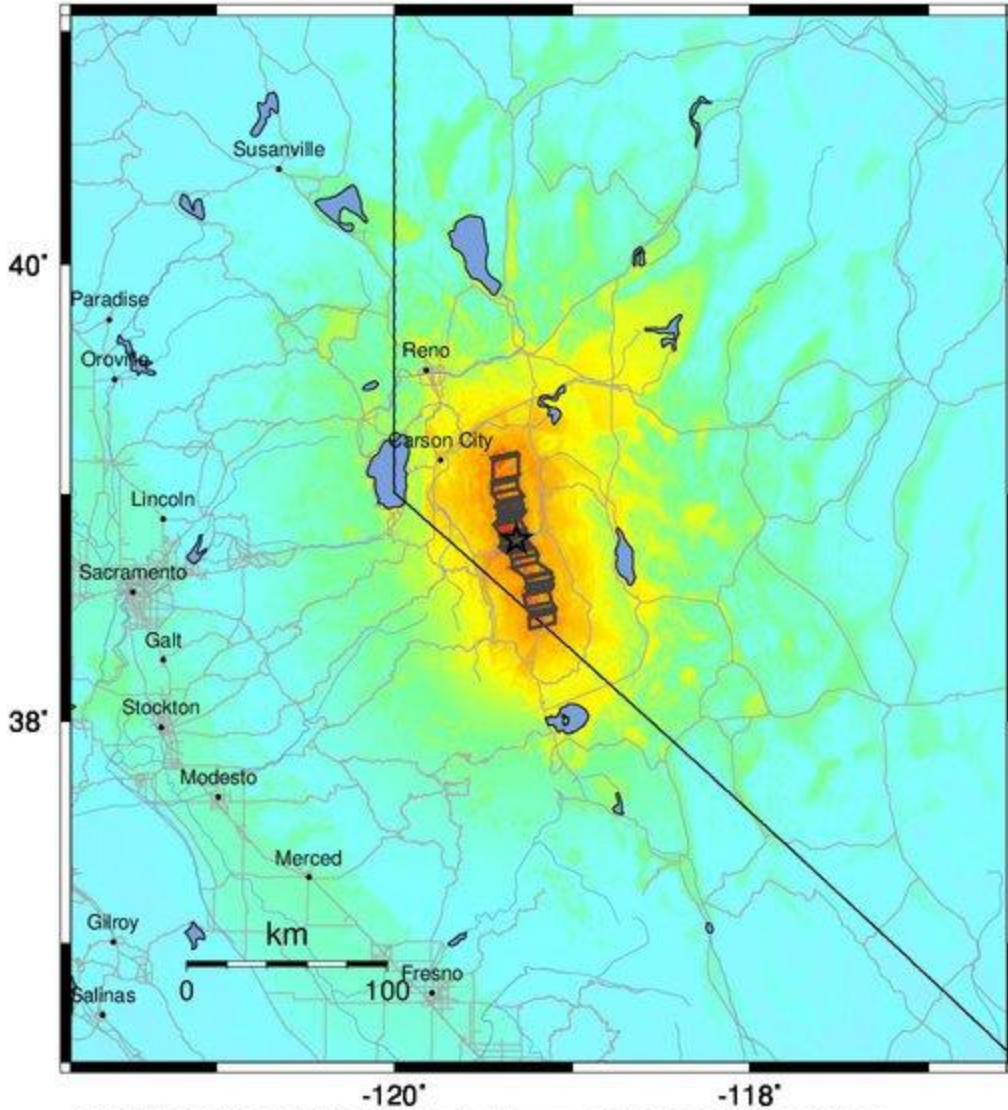 Susanville
40°
Paradise
Oroville
Reno
Carson City
Lincoln
Sacramento
Galt
Stockton
38°
Modesto
Merced
Gilroy
km
0 100
Fresno
Salinas
-120° -118°